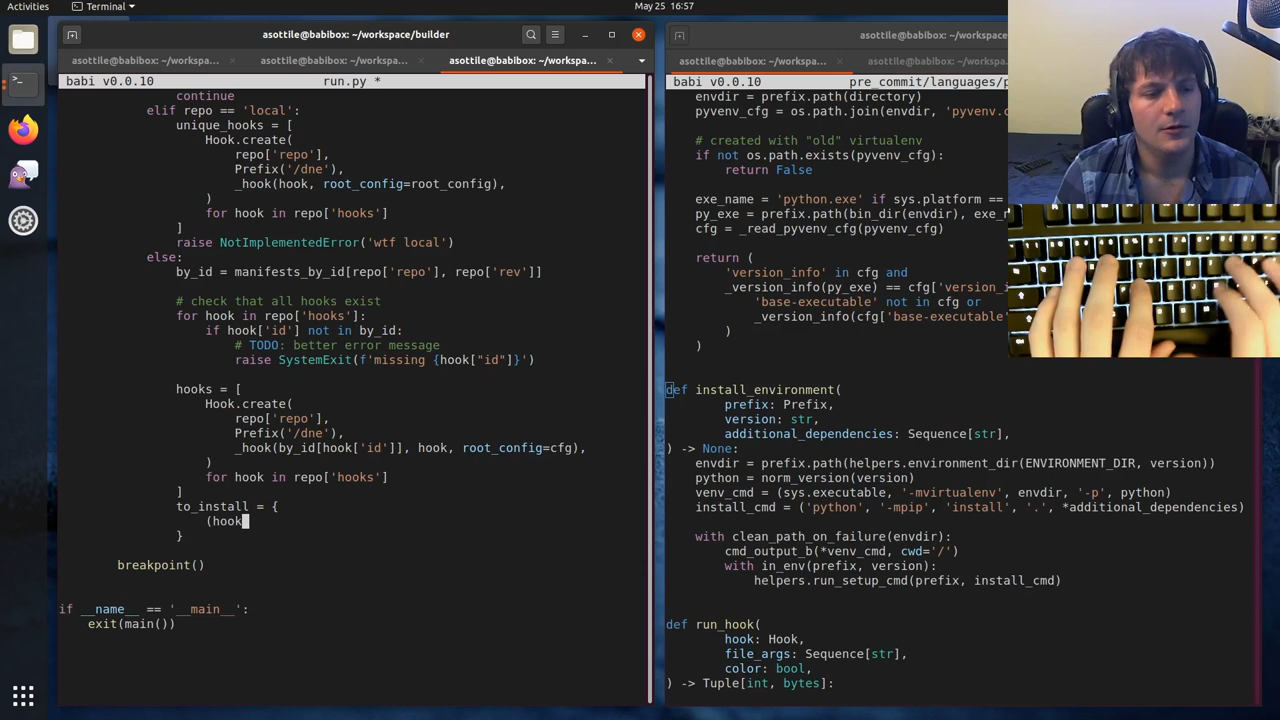 Activities
Terminal
May 25 16:57
asottile@babibox: ~/workspace/builder
asottile@babibox: ~/workspa...
asottile@babibox: ~/workspa...
asottile@babibox: ~/workspa...
babi v0.0.10
run.py *
continue
elif repo == 'local':
unique_hooks = [
Hook.create(
repo['repo'],
Prefix('/dne'),
_hook(hook, root_config=root_config),
)
for hook in repo['hooks']
]
raise NotImplementedError('wtf local')
else:
by_id = manifests_by_id[repo['repo'], repo['rev']]
# check that all hooks exist
for hook in repo['hooks']:
if hook['id'] not in by_id:
# TODO: better error message
raise SystemExit(f'missing {hook["id"]}')
hooks = [
Hook.create(
repo['repo'],
Prefix('/dne'),
_hook(by_id[hook['id']], hook, root_config=cfg),
)
for hook in repo['hooks']
]
to_install = {
(hook
}
breakpoint()
if __name__ == '__main__':
exit(main())
asottile@babibox: ~/workspace
asottile@babibox: ~/workspa...
asottile@babibox: ~/workspa...
babi v0.0.10
pre_commit/languages/p
envdir = prefix.path(directory)
pyvenv_cfg = os.path.join(envdir, 'pyvenv.c
# created with "old" virtualenv
if not os.path.exists(pyvenv_cfg):
return False
exe_name = 'python.exe' if sys.platform ==
py_exe = prefix.path(bin_dir(envdir), exe_n
cfg = _read_pyvenv_cfg(pyvenv_cfg)
return (
'version_info' in cfg and
_version_info(py_exe) == cfg['version_i
'base-executable' not in cfg or
_version_info(cfg['base-executable'
)
)
def install_environment(
prefix: Prefix,
version: str,
additional_dependencies: Sequence[str],
) -> None:
envdir = prefix.path(helpers.environment_dir(ENVIRONMENT_DIR, version))
python = norm_version(version)
venv_cmd = (sys.executable, '-mvirtualenv', envdir, '-p', python)
install_cmd = ('python', '-mpip', 'install', '.', *additional_dependencies)
with clean_path_on_failure(envdir):
cmd_output_b(*venv_cmd, cwd='/')
with in_env(prefix, version):
helpers.run_setup_cmd(prefix, install_cmd)
def run_hook(
hook: Hook,
file_args: Sequence[str],
color: bool,
) -> Tuple[int, bytes]: